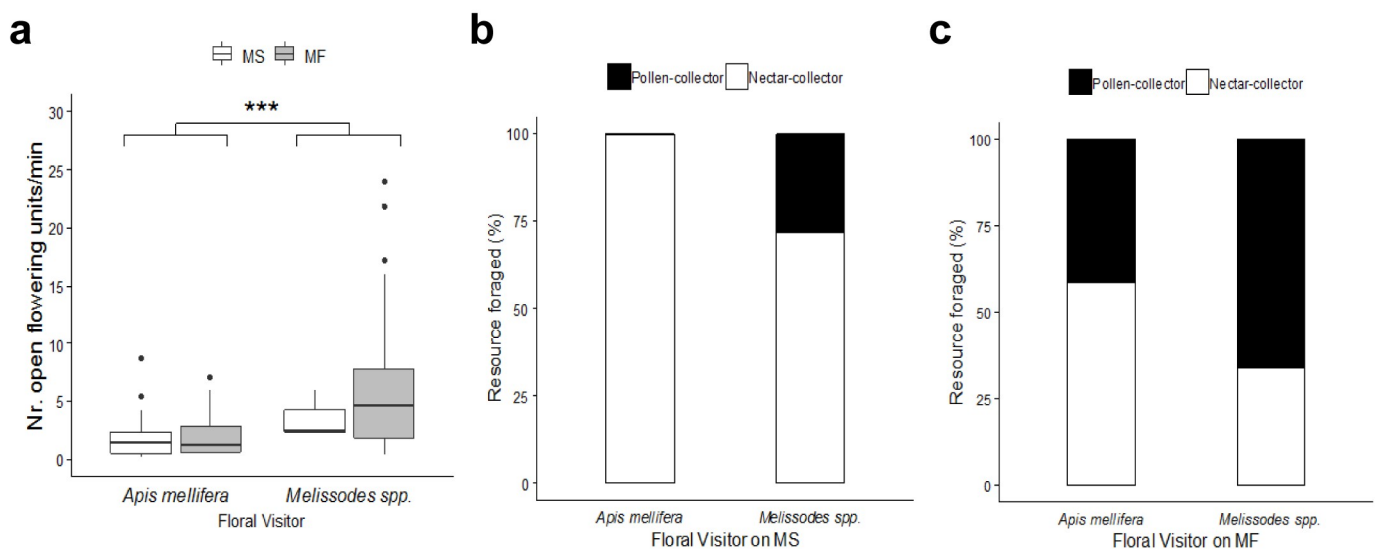 a
MS MF
***
Nr. open flowering units/min
30
25
20
15
10
5
0
Apis mellifera Melissodes spp.
Floral Visitor
b
Pollen-collector Nectar-collector
Resource foraged (%)
100
75
50
25
0
Apis mellifera Melissodes spp.
Floral Visitor on MS
c
Pollen-collector Nectar-collector
Resource foraged (%)
100
75
50
25
0
Apis mellifera Melissodes spp.
Floral Visitor on MF